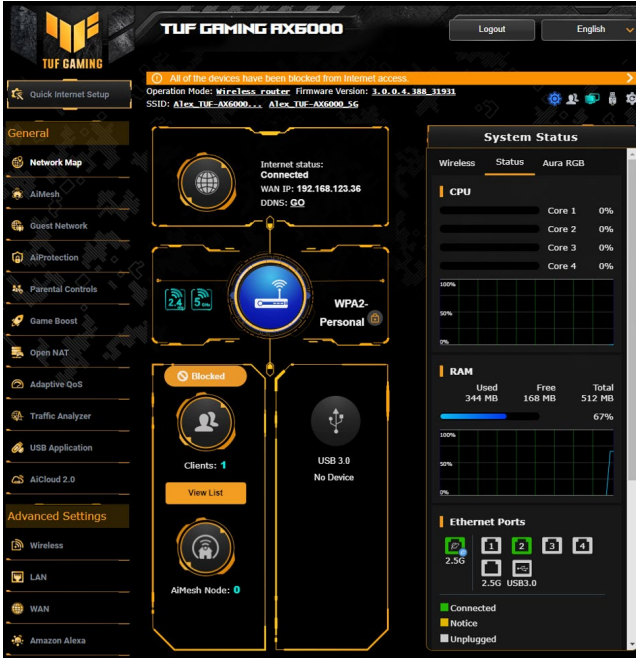 TUF GAMING
TUF GAMING AX6000
Logout
English
All of the devices have been blocked from Internet access.
Quick Internet Setup
Operation Mode: Wireless router Firmware Version: 3.0.0.4.388_31931
SSID: Alex_TUF-AX6000... Alex_TUF-AX6000_5G
General
Network Map
AiMesh
Guest Network
AiProtection
Parental Controls
Game Boost
Open NAT
Adaptive QoS
Traffic Analyzer
USB Application
AiCloud 2.0
Advanced Settings
Wireless
LAN
WAN
Amazon Alexa
Internet status:
Connected
WAN IP: 192.168.123.36
DDNS: GO
2.4
5
WPA2-
Personal
Blocked
Clients: 1
View List
AiMesh Node: 0
USB 3.0
No Device
System Status
Wireless Status Aura RGB
CPU
Core 1 0%
Core 2 0%
Core 3 0%
Core 4 0%
100%
50%
0%
RAM
Used Free Total
344 MB 168 MB 512 MB
67%
100%
50%
0%
Ethernet Ports
1 2 3 4
2.5G
2.5G USB3.0
Connected
Notice
Unplugged